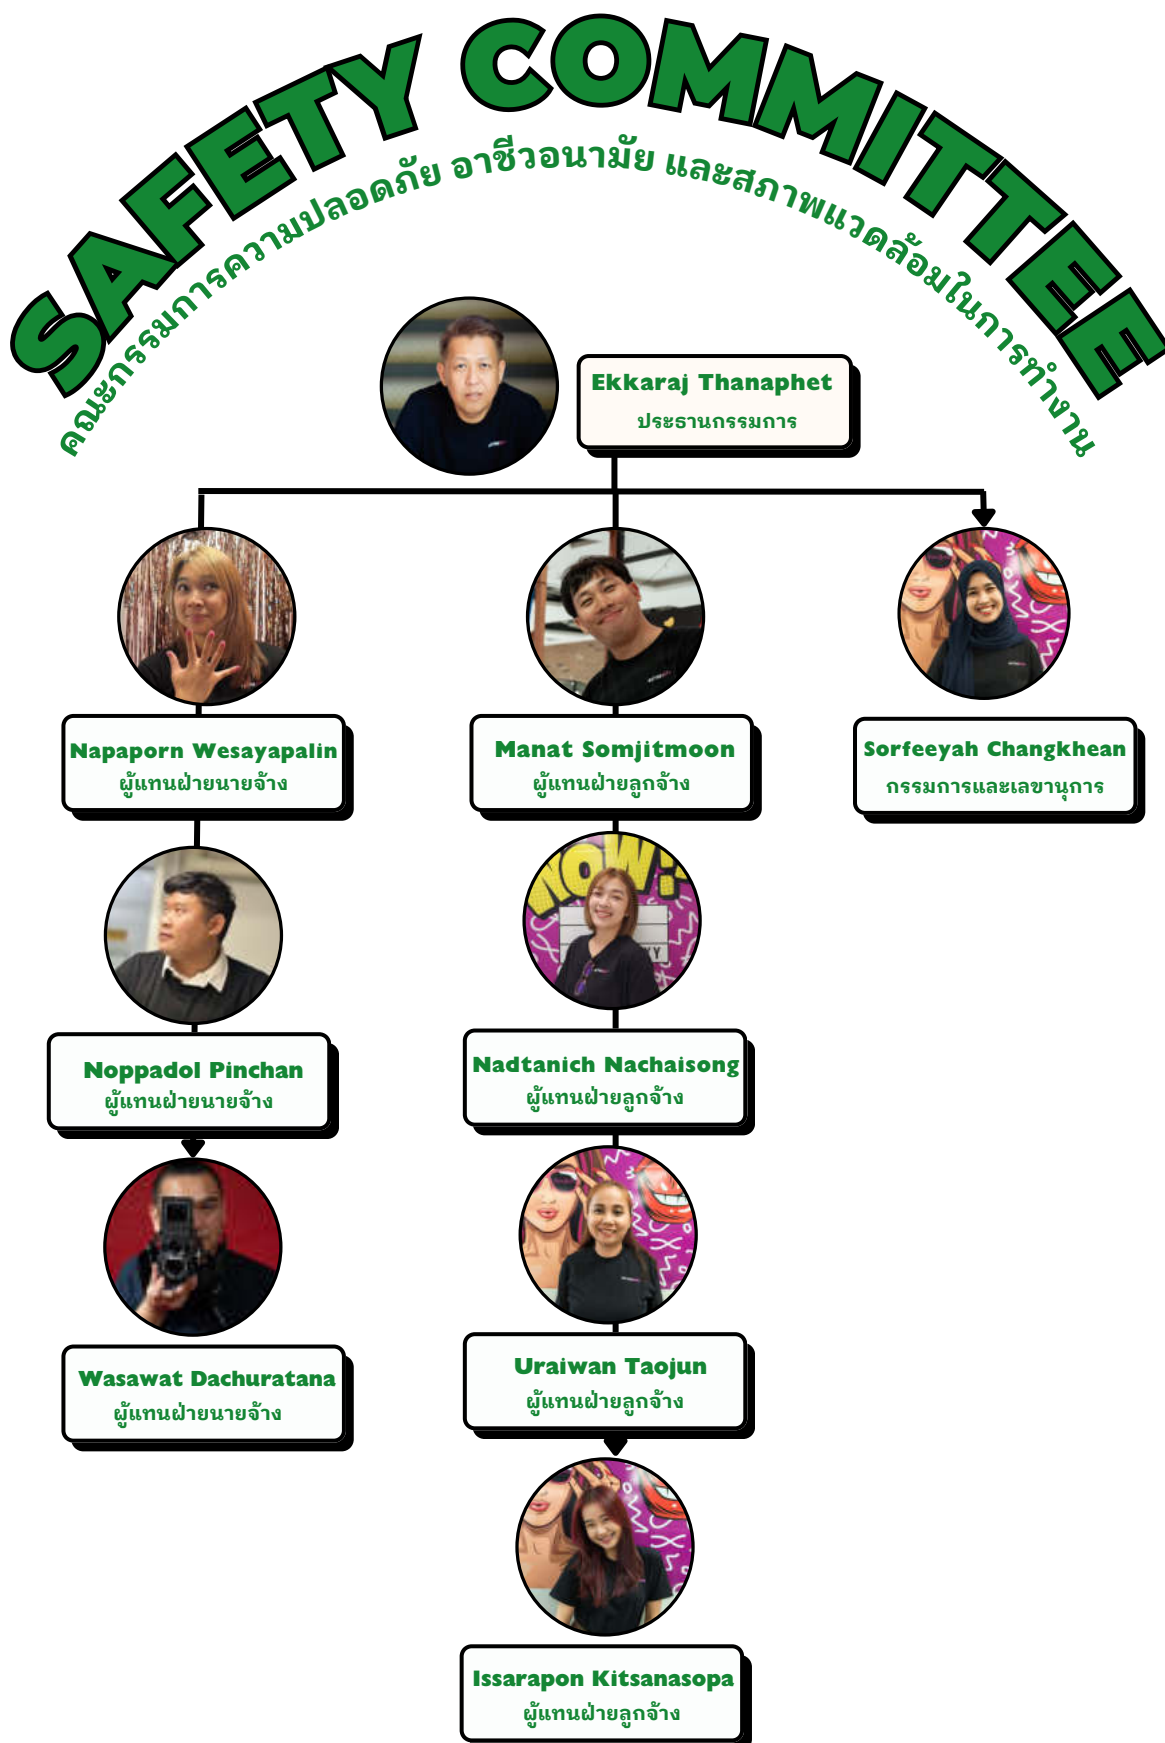 SAFETY COMMITTEE
คณะกรรมการความปลอดภัย อาชีวอนามัย และสภาพแวดล้อมในการทำงาน
Ekkaraj Thanaphet
ประธานกรรมการ
Napaporn Wesayapalin
ผู้แทนฝ่ายนายจ้าง
Manat Somjitmoon
ผู้แทนฝ่ายลูกจ้าง
Sorfeeyah Changkhean
กรรมการและเลขานุการ
Noppadol Pinchan
ผู้แทนฝ่ายนายจ้าง
Nadtanich Nachaisong
ผู้แทนฝ่ายลูกจ้าง
Wasawat Dachuratana
ผู้แทนฝ่ายนายจ้าง
Uraiwan Taojun
ผู้แทนฝ่ายลูกจ้าง
Issarapon Kitsanasopa
ผู้แทนฝ่ายลูกจ้าง